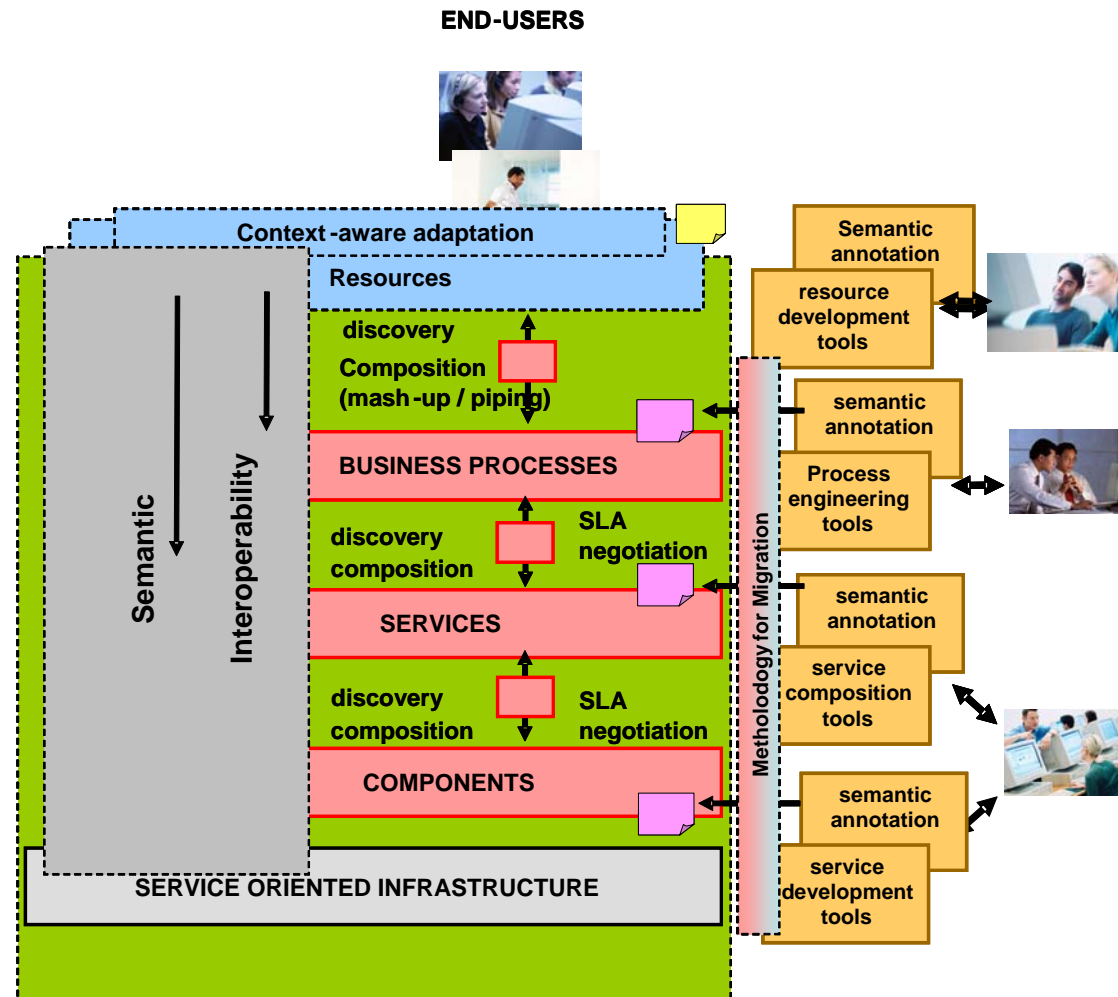 END-USERS
Context-aware adaptation
Resources
discovery
Composition
(mash-up / piping)
BUSINESS PROCESSES
discovery
composition
SLA
negotiation
SERVICES
discovery
composition
SLA
negotiation
COMPONENTS
SERVICE ORIENTED INFRASTRUCTURE
Semantic
Interoperability
Metholodogy for Migration
Semantic
annotation
resource
development
tools
semantic
annotation
Process
engineering
tools
semantic
annotation
service
composition
tools
semantic
annotation
service
development
tools